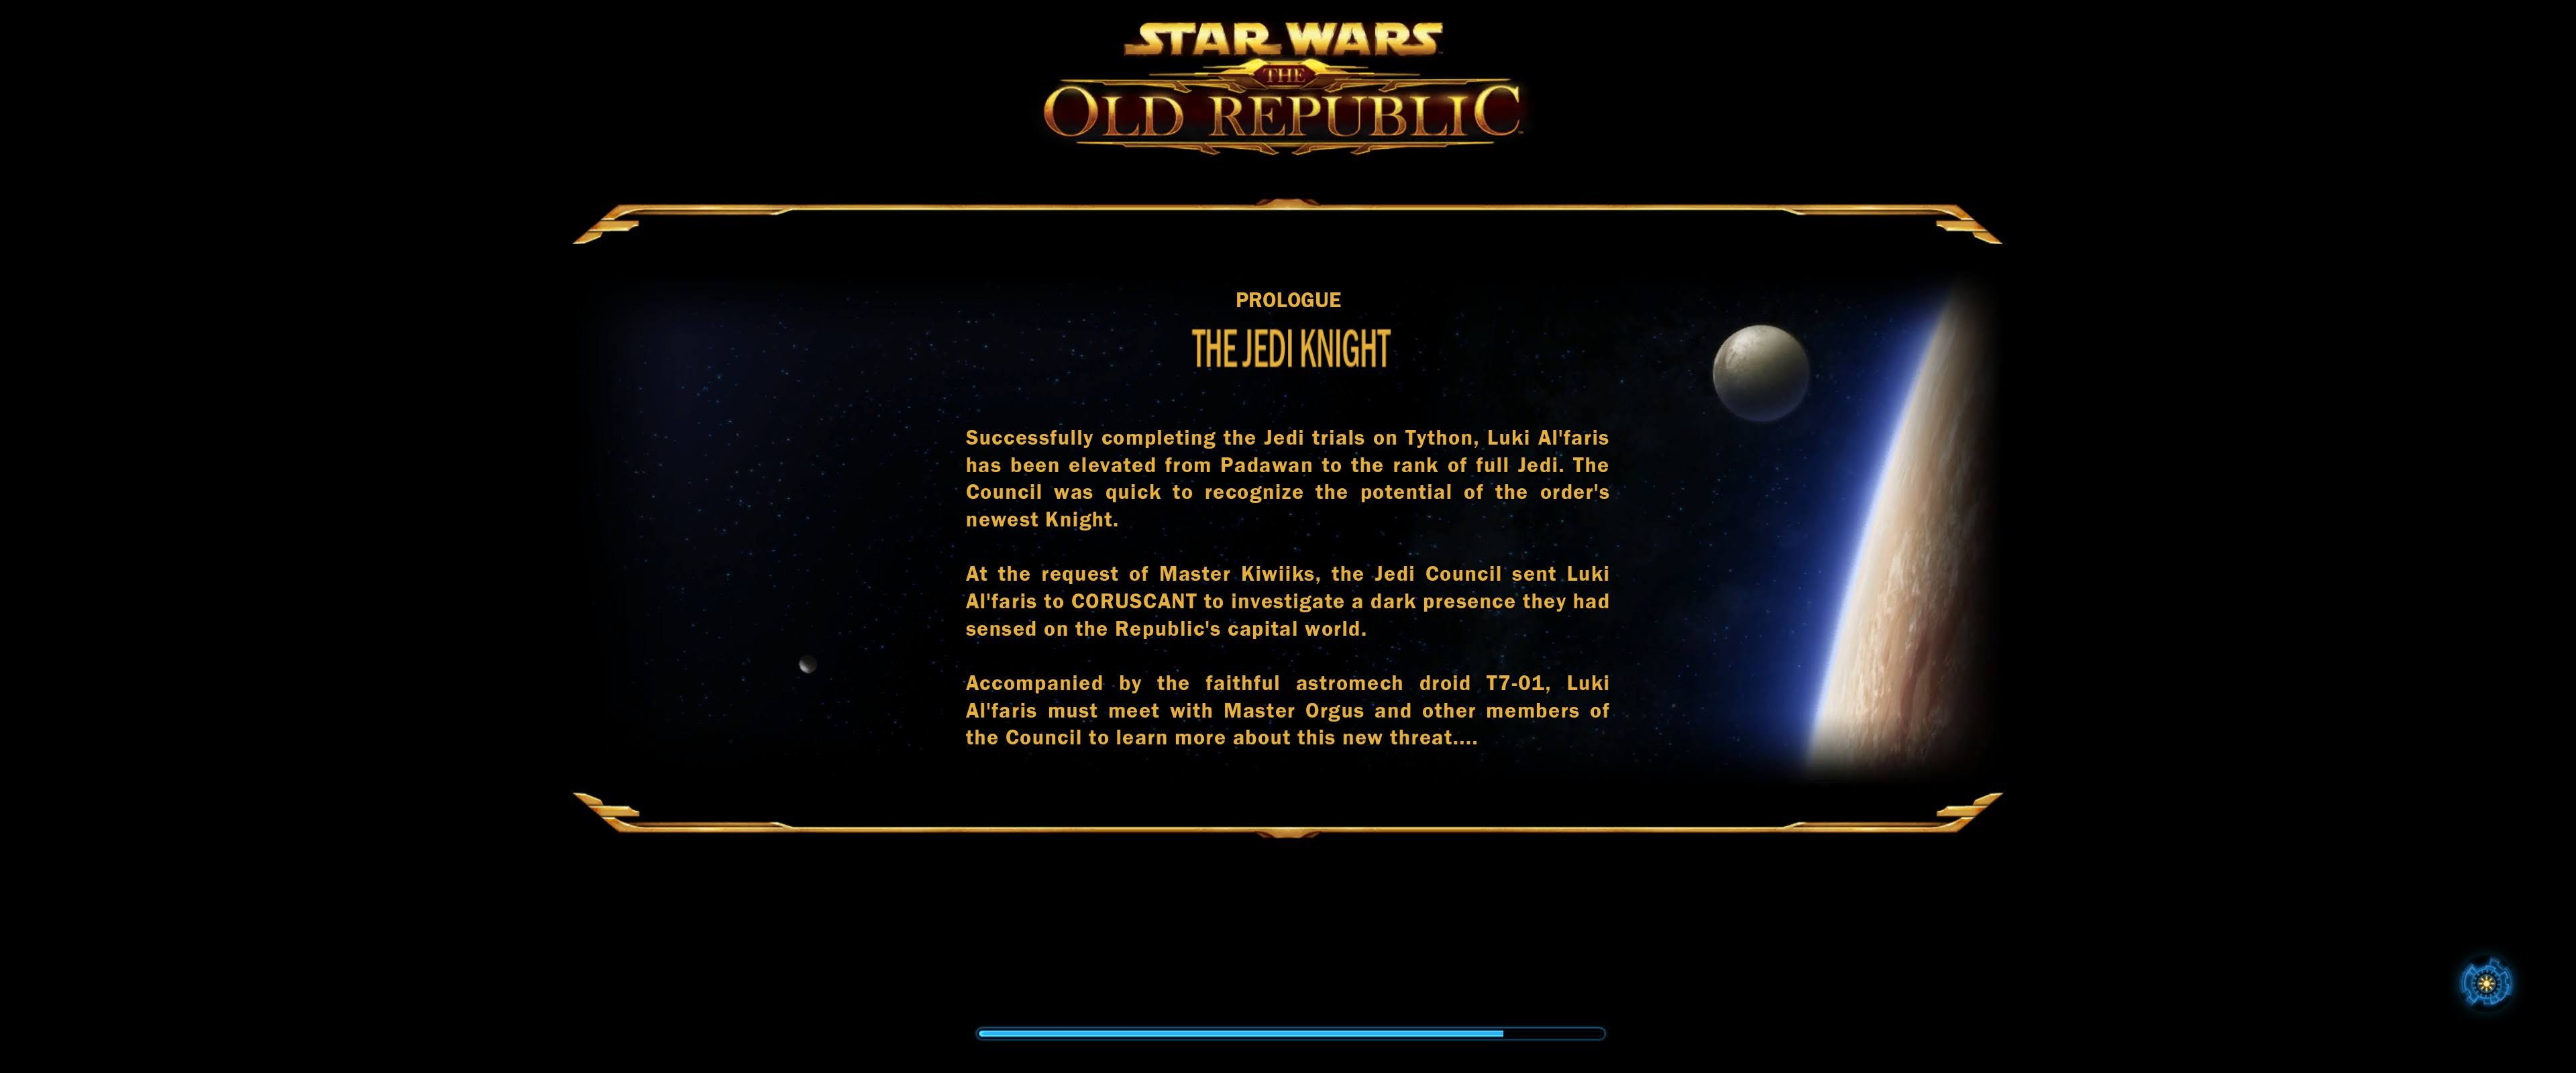 STAR WARS
THE
OLD REPUBLIC
PROLOGUE
THE JEDI KNIGHT
Successfully completing the Jedi trials on Tython, Luki Al'faris
has been elevated from Padawan to the rank of full Jedi. The
Council was quick to recognize the potential of the order's
newest Knight.
At the request of Master Kiwiiks, the Jedi Council sent Luki
Al'faris to CORUSCANT to investigate a dark presence they had
sensed on the Republic's capital world.
Accompanied by the faithful astromech droid T7-01, Luki
Al'faris must meet with Master Orgus and other members of
the Council to learn more about this new threat....